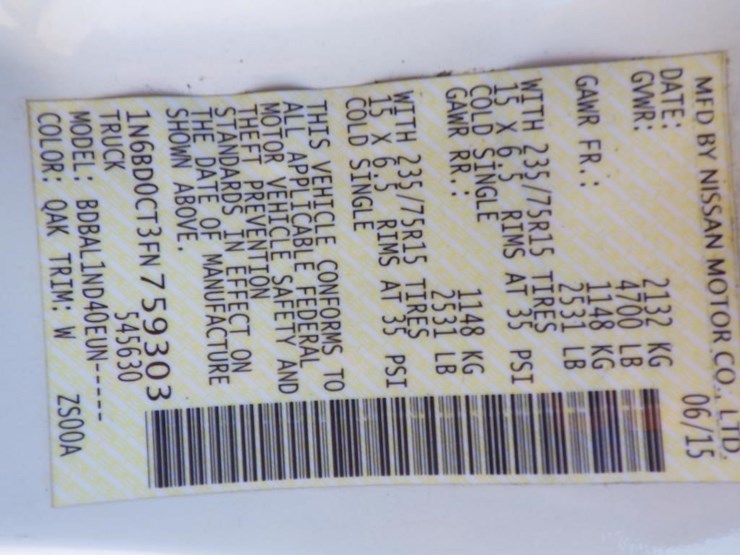 MFD BY NISSAN MOTOR CO., LTD.
DATE: 06/15
GVWR: 2132 KG
4700 LB
GAWR FR.: 1148 KG
2531 LB
WITH 235/75R15 TIRES
15 X 6.5 RIMS AT 35 PSI
COLD SINGLE
GAWR RR.: 1148 KG
2531 LB
WITH 235/75R15 TIRES
15 X 6.5 RIMS AT 35 PSI
COLD SINGLE
THIS VEHICLE CONFORMS TO
ALL APPLICABLE FEDERAL
MOTOR VEHICLE SAFETY AND
THEFT PREVENTION
STANDARDS IN EFFECT ON
THE DATE OF MANUFACTURE
SHOWN ABOVE.
1N6BD0CT3FN759303
TRUCK 545630
MODEL: BDBAL1ND40EUN-----
COLOR: QAK TRIM: W ZS00A